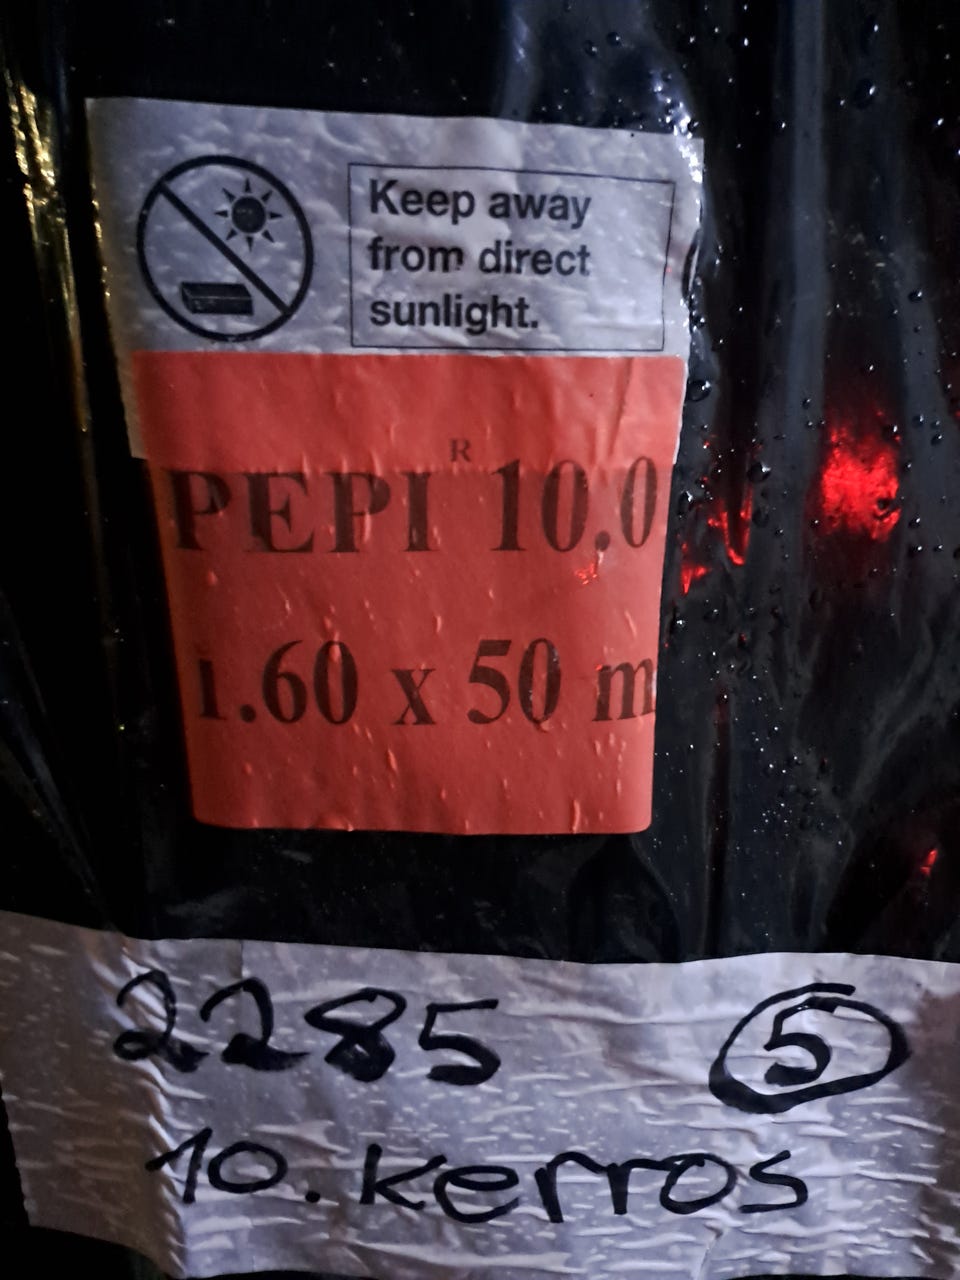 Keep away
from direct
sunlight.
PEPI® 10.0
1.60 x 50 m
2285 5
10. kerros